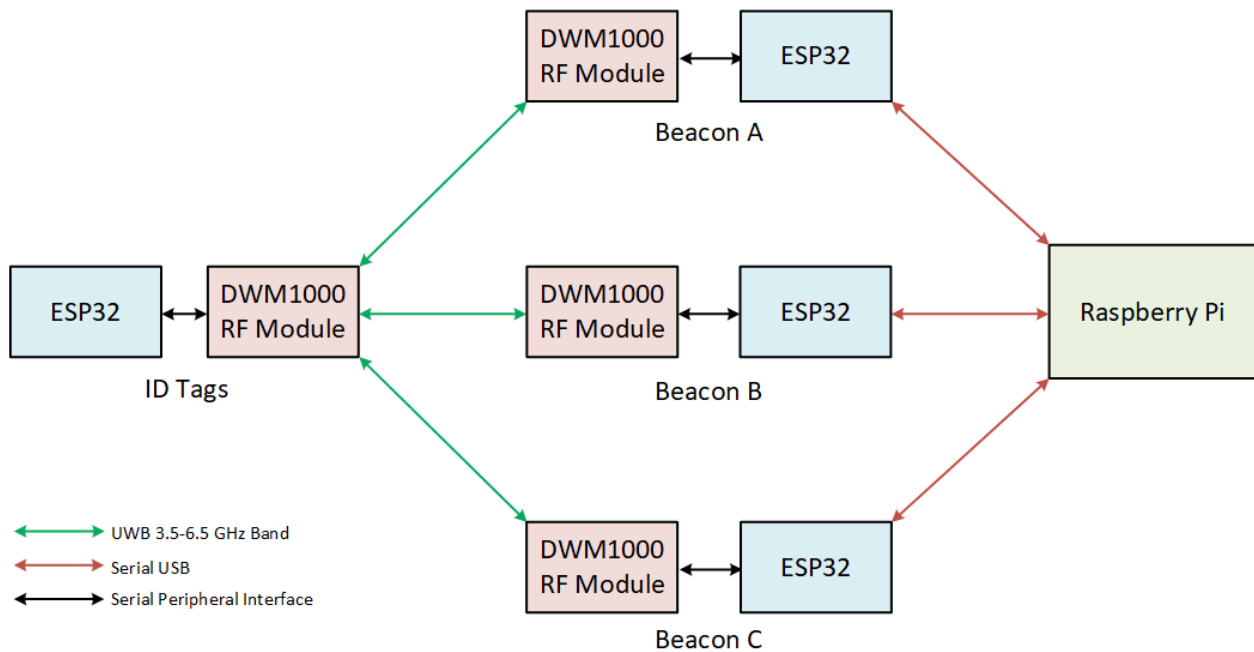 DWM1000
RF Module
ESP32
Beacon A
ESP32
DWM1000
RF Module
ID Tags
DWM1000
RF Module
ESP32
Beacon B
Raspberry Pi
DWM1000
RF Module
ESP32
Beacon C
UWB 3.5-6.5 GHz Band
Serial USB
Serial Peripheral Interface